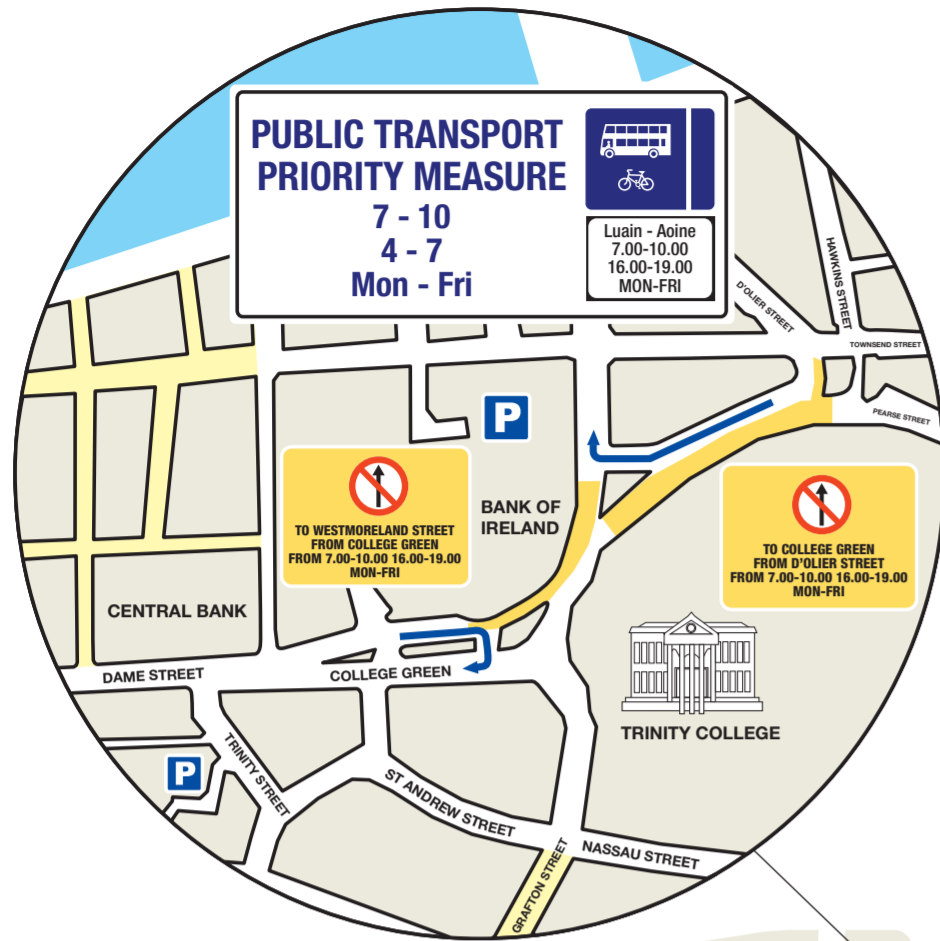 PUBLIC TRANSPORT
PRIORITY MEASURE
7 - 10
4 - 7
Mon - Fri
Luain - Aoine
7.00-10.00
16.00-19.00
MON-FRI
D'OLIER STREET
HAWKINS STREET
TOWNSEND STREET
PEARSE STREET
P
TO WESTMORELAND STREET
FROM COLLEGE GREEN
FROM 7.00-10.00 16.00-19.00
MON-FRI
BANK OF
IRELAND
TO COLLEGE GREEN
FROM D'OLIER STREET
FROM 7.00-10.00 16.00-19.00
MON-FRI
CENTRAL BANK
DAME STREET
COLLEGE GREEN
TRINITY COLLEGE
P
TRINITY STREET
ST ANDREW STREET
NASSAU STREET
GRAFTON STREET